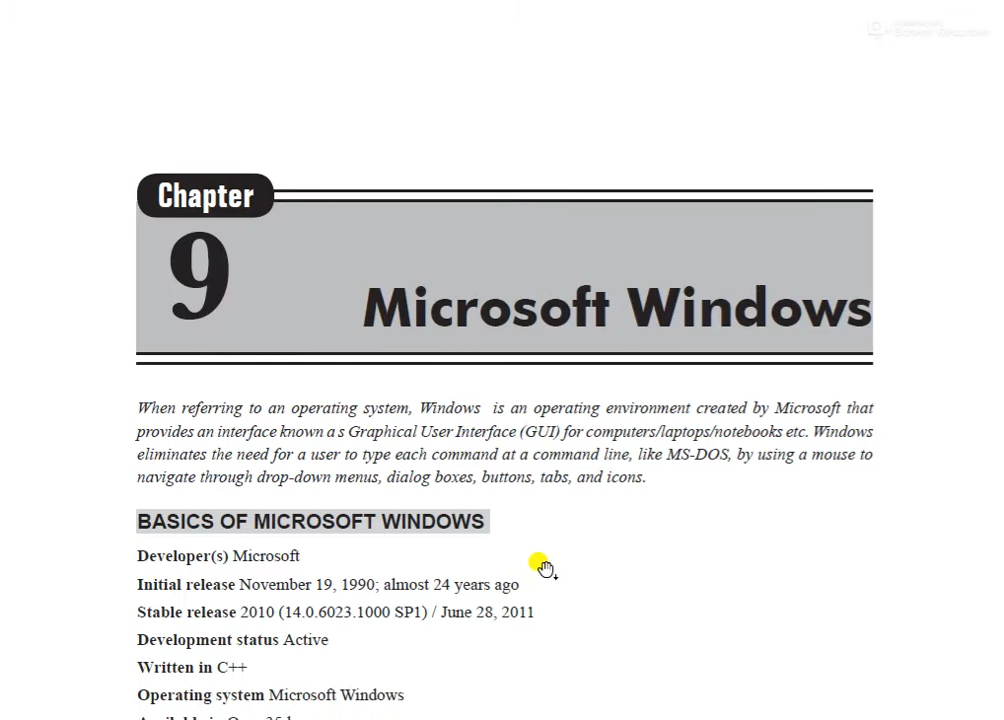 Chapter
9
Microsoft Windows
When referring to an operating system, Windows is an operating environment created by Microsoft that
provides an interface known a s Graphical User Interface (GUI) for computers/laptops/notebooks etc. Windows
eliminates the need for a user to type each command at a command line, like MS-DOS, by using a mouse to
navigate through drop-down menus, dialog boxes, buttons, tabs, and icons.
BASICS OF MICROSOFT WINDOWS
Developer(s) Microsoft
Initial release November 19, 1990; almost 24 years ago
Stable release 2010 (14.0.6023.1000 SP1) / June 28, 2011
Development status Active
Written in C++
Operating system Microsoft Windows